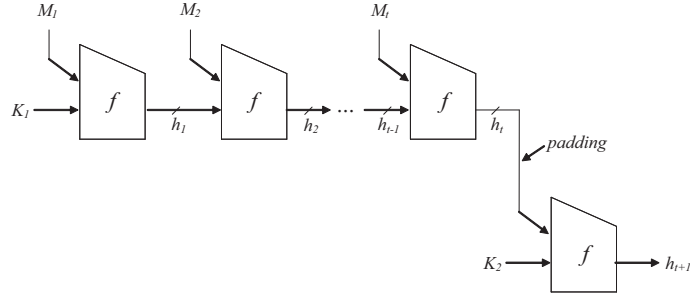 M₁ M₂ Mₜ
K₁ f f ... f
h₁ h₂ hₜ₋₁ hₜ
padding
K₂ f hₜ₊₁